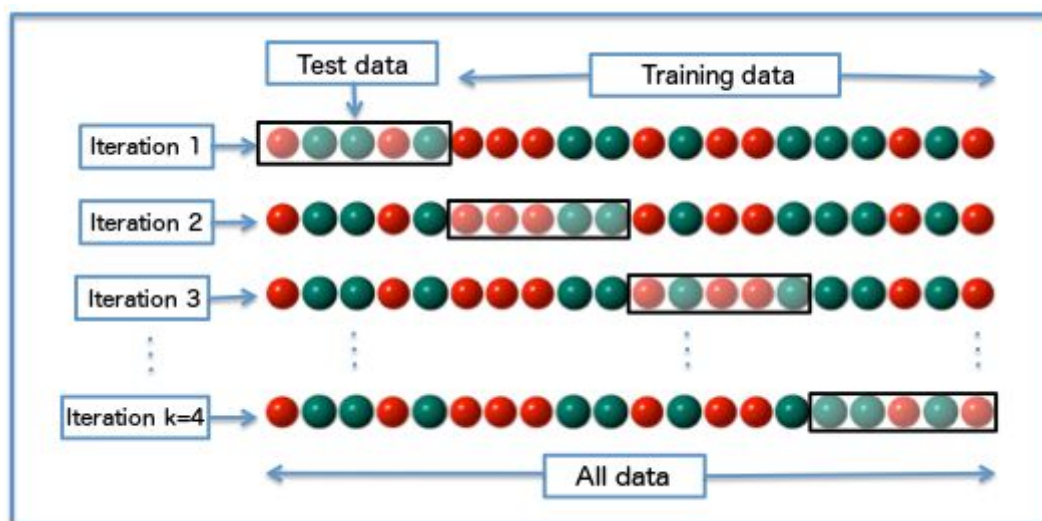 Test data
Training data
Iteration 1
Iteration 2
Iteration 3
Iteration k=4
All data